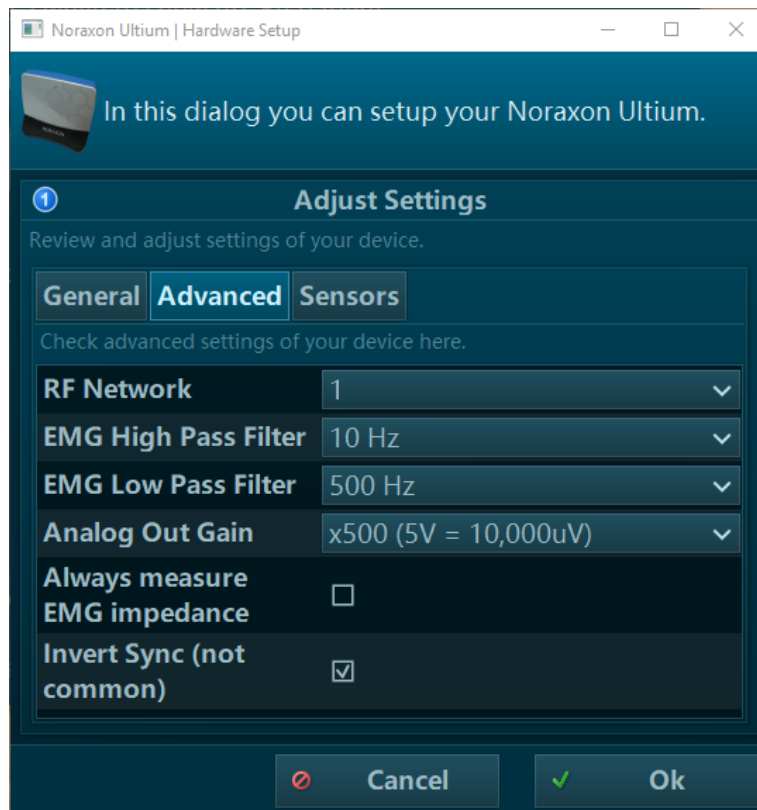 Noraxon Ultium | Hardware Setup
In this dialog you can setup your Noraxon Ultium.
NORAXON
1
Adjust Settings
Review and adjust settings of your device.
General Advanced Sensors
Check advanced settings of your device here.
RF Network 1
EMG High Pass Filter 10 Hz
EMG Low Pass Filter 500 Hz
Analog Out Gain x500 (5V = 10,000uV)
Always measure
EMG impedance
Invert Sync (not
common)
Cancel Ok